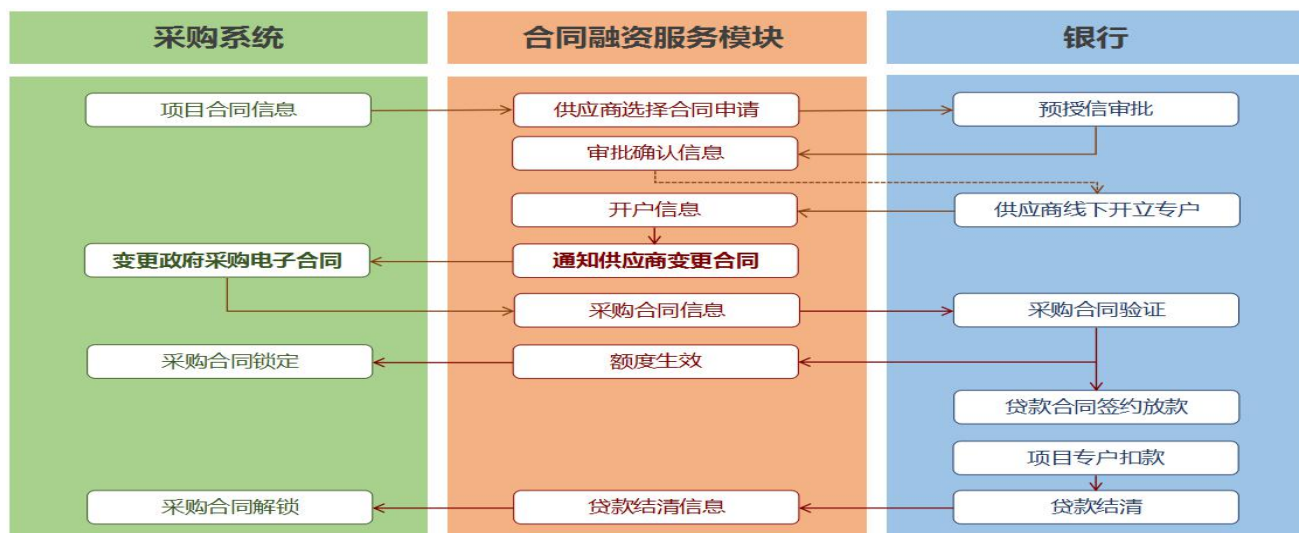 采购系统
合同融资服务模块
银行
项目合同信息
供应商选择合同申请
预授信审批
审批确认信息
开户信息
供应商线下开立专户
变更政府采购电子合同
通知供应商变更合同
采购合同信息
采购合同验证
采购合同锁定
额度生效
贷款合同签约放款
项目专户扣款
采购合同解锁
贷款结清信息
贷款结清